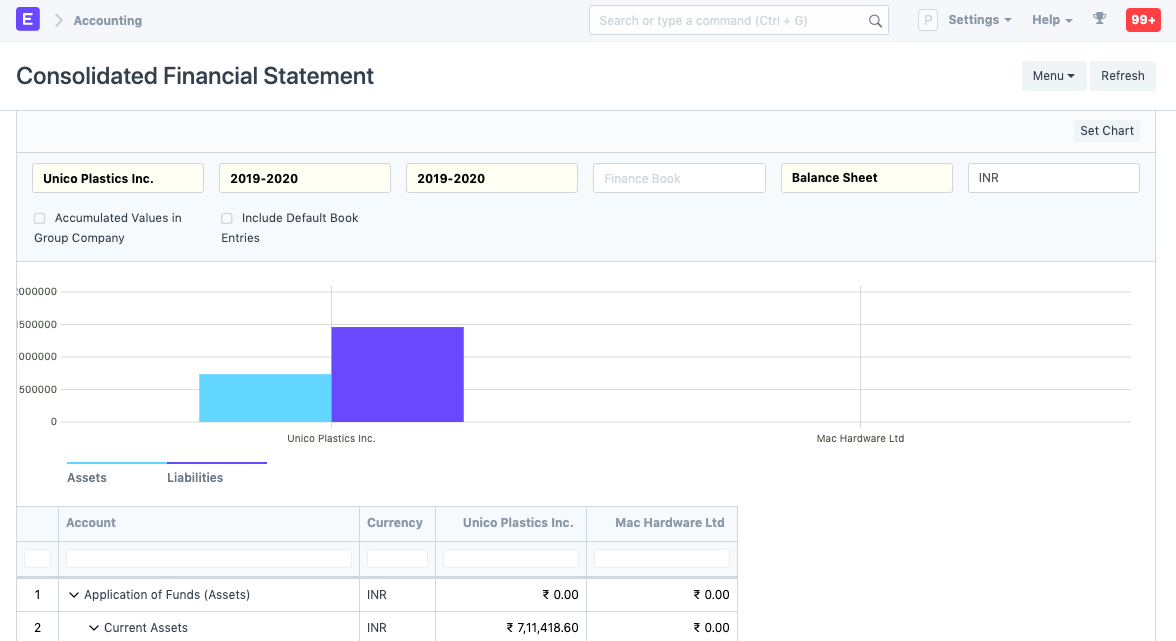 E
Accounting
Search or type a command (Ctrl + G)
P
Settings
Help
99+
Consolidated Financial Statement
Menu
Refresh
Set Chart
Unico Plastics Inc.
2019-2020
2019-2020
Finance Book
Balance Sheet
INR
Accumulated Values in
Group Company
Include Default Book
Entries
2000000
500000
000000
500000
0
Unico Plastics Inc.
Mac Hardware Ltd
Assets
Liabilities
Account
Currency
Unico Plastics Inc.
Mac Hardware Ltd
1
Application of Funds (Assets)
INR
₹ 0.00
₹ 0.00
2
Current Assets
INR
₹ 7,11,418.60
₹ 0.00